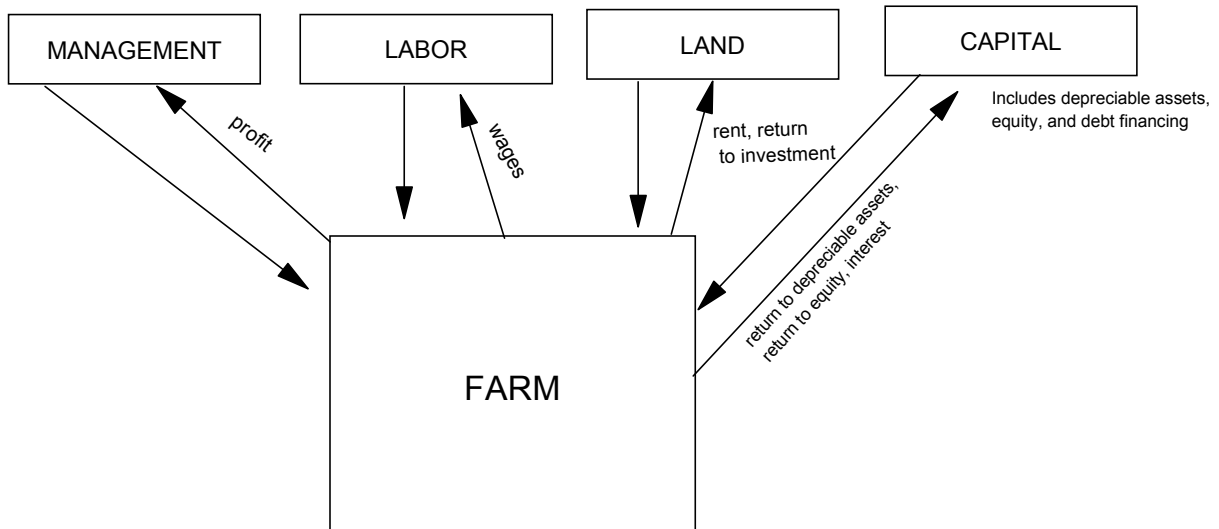 MANAGEMENT
LABOR
LAND
CAPITAL
Includes depreciable assets,
equity, and debt financing
profit
wages
rent, return
to investment
return to depreciable assets,
return to equity, interest
FARM